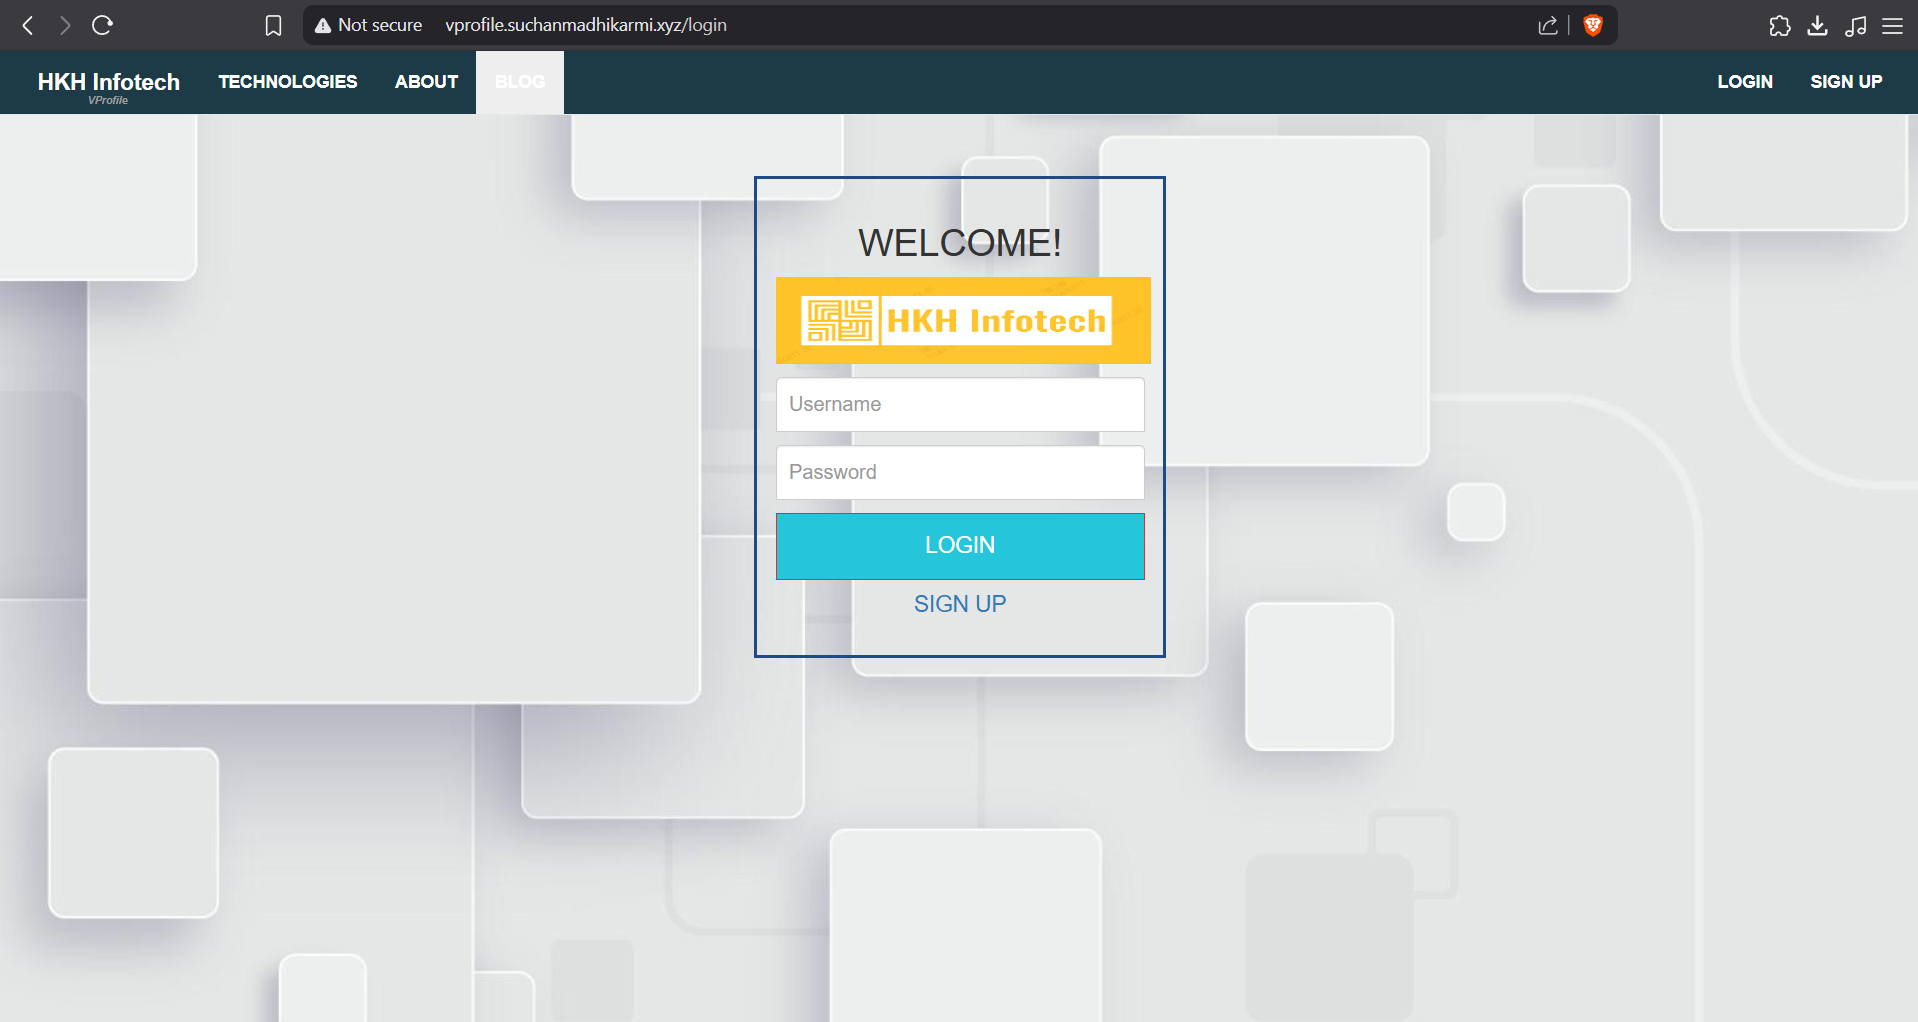 Not secure vprofile.suchanmadhikarmi.xyz/login
HKH Infotech TECHNOLOGIES ABOUT BLOG LOGIN SIGN UP
VProfile
WELCOME!
HKH Infotech
Username
Password
LOGIN
SIGN UP